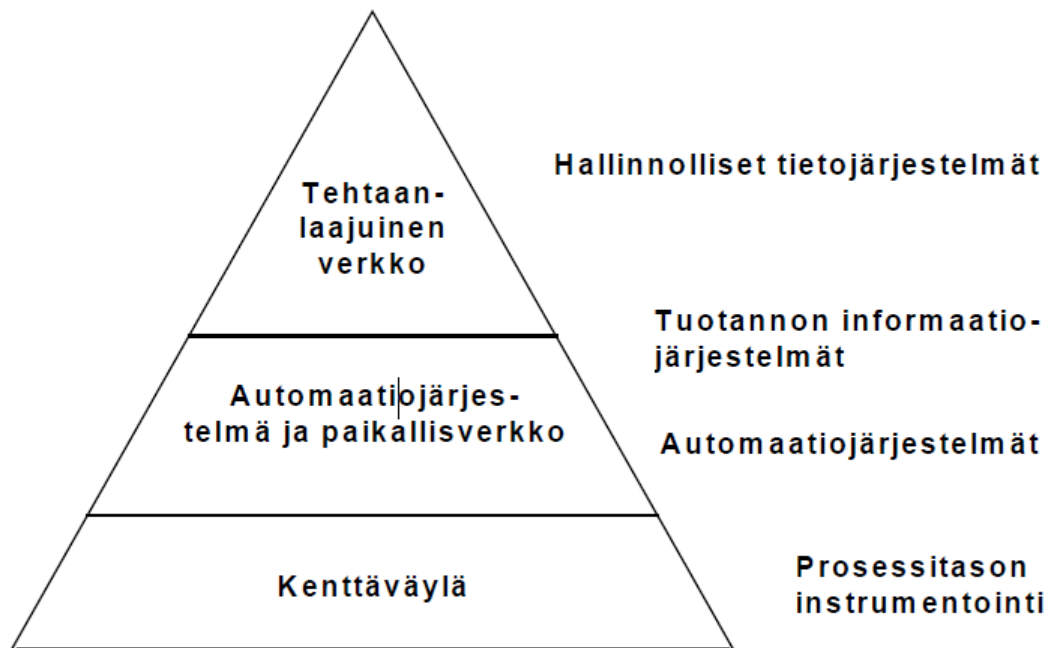 Hallinnolliset tietojärjestelmät
Tehtaan-
laajuinen
verkko
Tuotannon informaatio-
järjestelmät
Automaatiojärjes-
telmä ja paikallisverkko
Automaatiojärjestelmät
Kenttäväylä
Prosessitason
instrumentointi